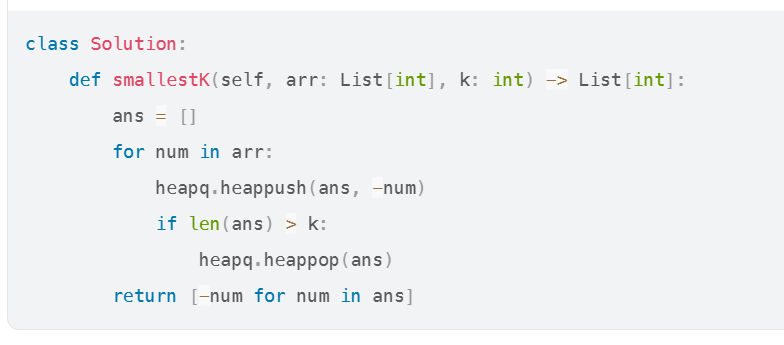 class Solution:
    def smallestK(self, arr: List[int], k: int) −> List[int]:
        ans = []
        for num in arr:
            heapq.heappush(ans, −num)
            if len(ans) > k:
                heapq.heappop(ans)
        return [−num for num in ans]